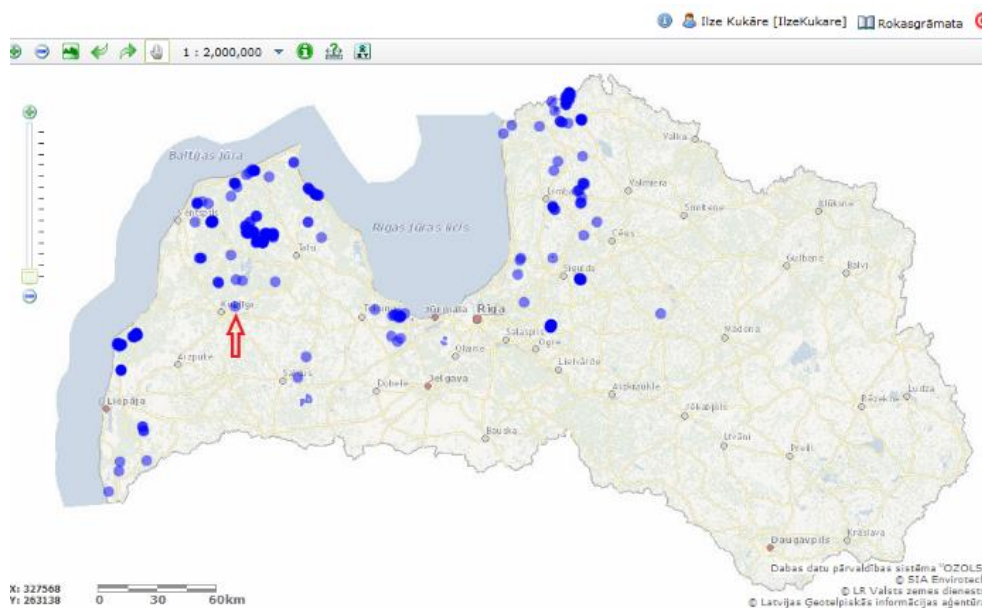 Ilze Kukāre [IlzeKukare] Rokasgrāmata
1 : 2,000,000
Baltijas jūra
Valka
Valmiera
Smiltene
Alūksne
Ventspils
Rīgas jūras līcis
Cēsis
Talsi
Sigulda
Gulbene
Balvi
Kuldīga
Jūrmala
Rīga
Salaspils
Madona
Olaine
Ogre
Aizpute
Saldus
Lielvārde
Dobele
Jelgava
Aizkraukle
Ludza
Liepāja
Jēkabpils
Rēzekne
Bauska
Līvāni
Preiļi
Daugavpils
Krāslava
Dabas datu pārvaldības sistēma "OZOLS
© SIA Envirotech
© LR Valsts zemes dienests
© Latvijas Ģeotelpiskās informācijas aģentūra
X: 327568
Y: 263138
0 30 60km